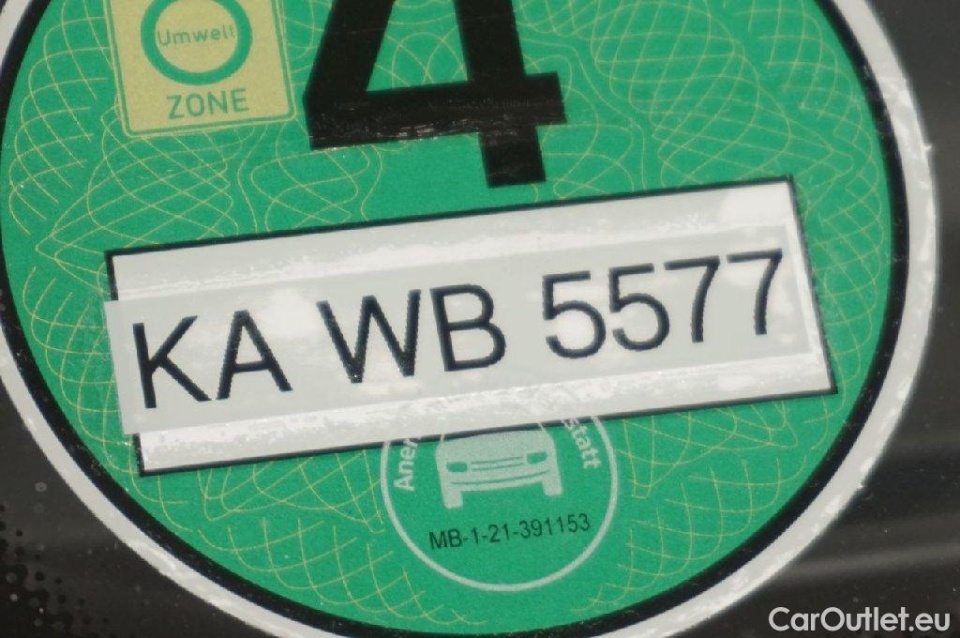 Umwelt
ZONE
4
KA WB 5577
MB-1-21-391153
CarOutlet.eu